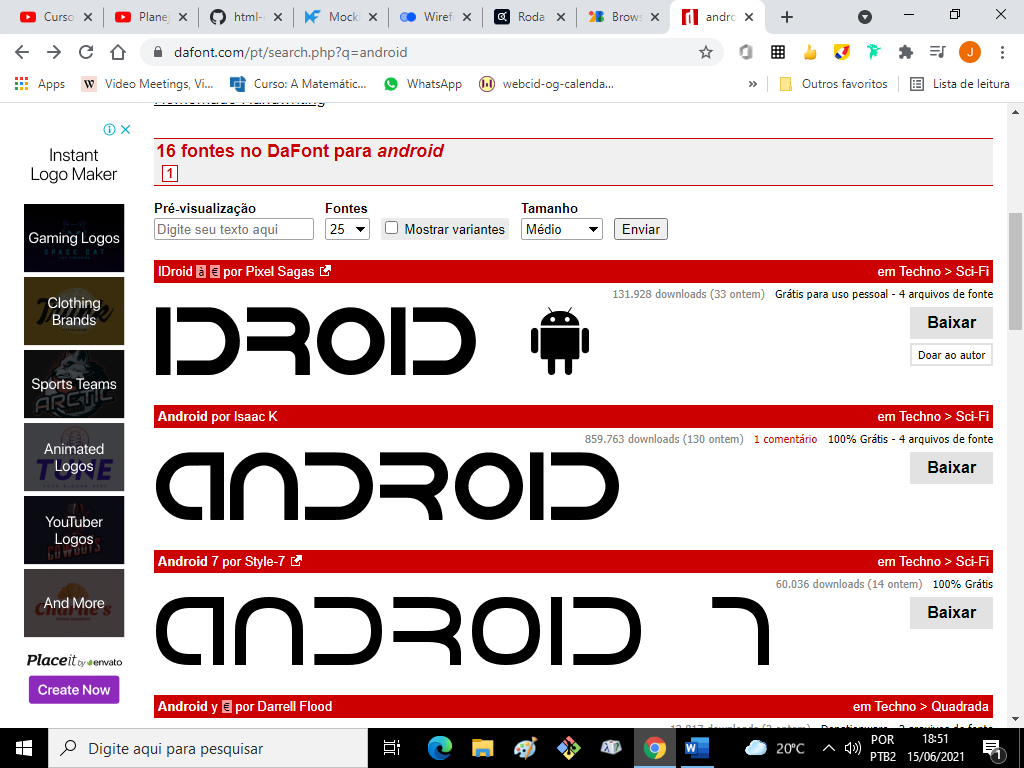 Curso
Planej
html-
Mock
Wirefr
Roda
Brows
andro
dafont.com/pt/search.php?q=android
J
Apps
Video Meetings, Vi...
Curso: A Matemátic...
WhatsApp
webcid-og-calenda...
»
Outros favoritos
Lista de leitura
Homemade Handwriting
Instant
Logo Maker
Gaming Logos
Clothing
Brands
Sports Teams
ARCTIC
Animated
Logos
TUNE
YouTuber
Logos
COWBOYS
And More
Charlie's
Placeit by envato
Create Now
16 fontes no DaFont para android
1
Pré-visualização
Fontes
Tamanho
Digite seu texto aqui
25
Mostrar variantes
Médio
Enviar
IDroid à € por Pixel Sagas
em Techno > Sci-Fi
131.928 downloads (33 ontem) Grátis para uso pessoal - 4 arquivos de fonte
IDROID
Baixar
Doar ao autor
Android por Isaac K
em Techno > Sci-Fi
859.763 downloads (130 ontem) 1 comentário 100% Grátis - 4 arquivos de fonte
ANDROID
Baixar
Android 7 por Style-7
em Techno > Sci-Fi
60.036 downloads (14 ontem) 100% Grátis
ANDROID 7
Baixar
Android y € por Darrell Flood
em Techno > Quadrada
Digite aqui para pesquisar
20°C
POR
PTB2
18:51
15/06/2021
1